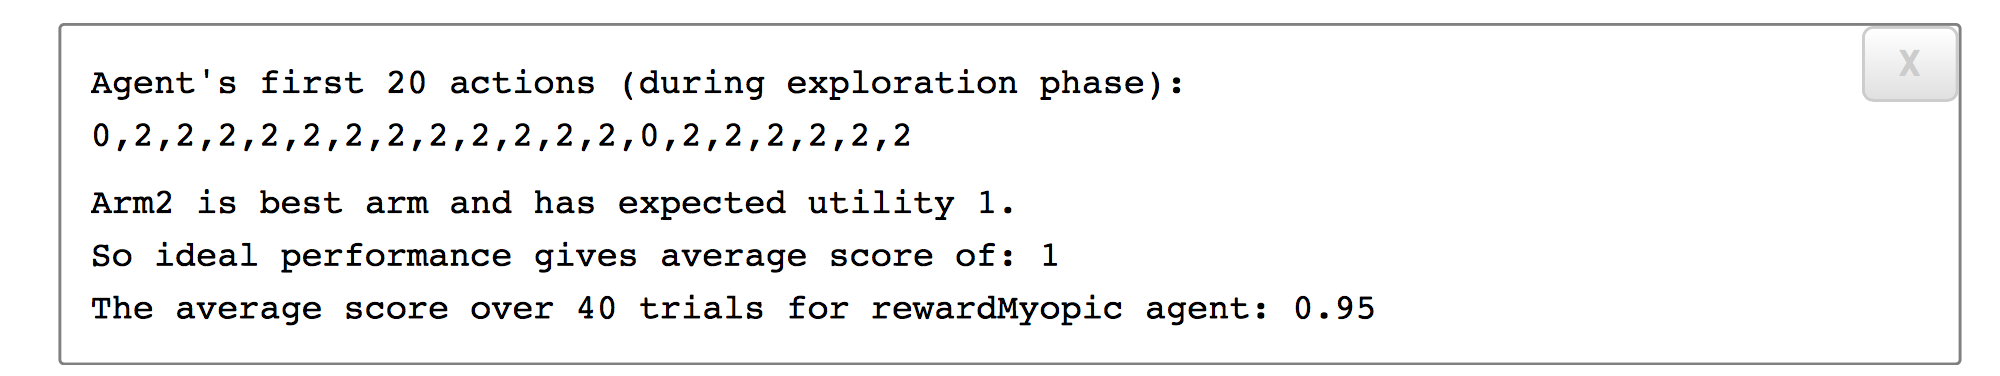 X
Agent's first 20 actions (during exploration phase):
0,2,2,2,2,2,2,2,2,2,2,2,2,0,2,2,2,2,2,2
Arm2 is best arm and has expected utility 1.
So ideal performance gives average score of: 1
The average score over 40 trials for rewardMyopic agent: 0.95